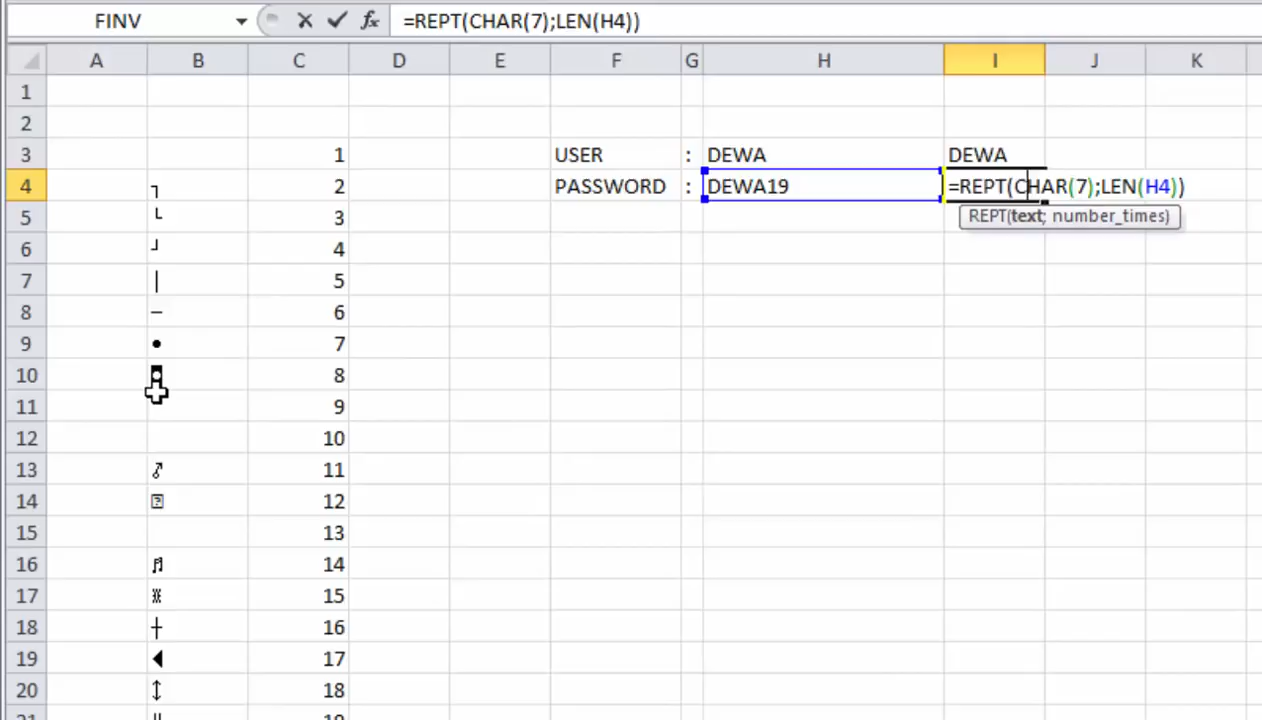 FINV =REPT(CHAR(7);LEN(H4))
A B C D E F G H I J K
1
2
3 1 USER : DEWA DEWA
4 ┐ 2 PASSWORD : DEWA19 =REPT(CHAR(7);LEN(H4))
5 └ 3 REPT(text; number_times)
6 ┘ 4
7 │ 5
8 ─ 6
9 • 7
10 ◘ 8
11 9
12 10
13 ♂ 11
14 12
15 13
16 ♫ 14
17 15
18 ┼ 16
19 ◄ 17
20 ↕ 18
21 19